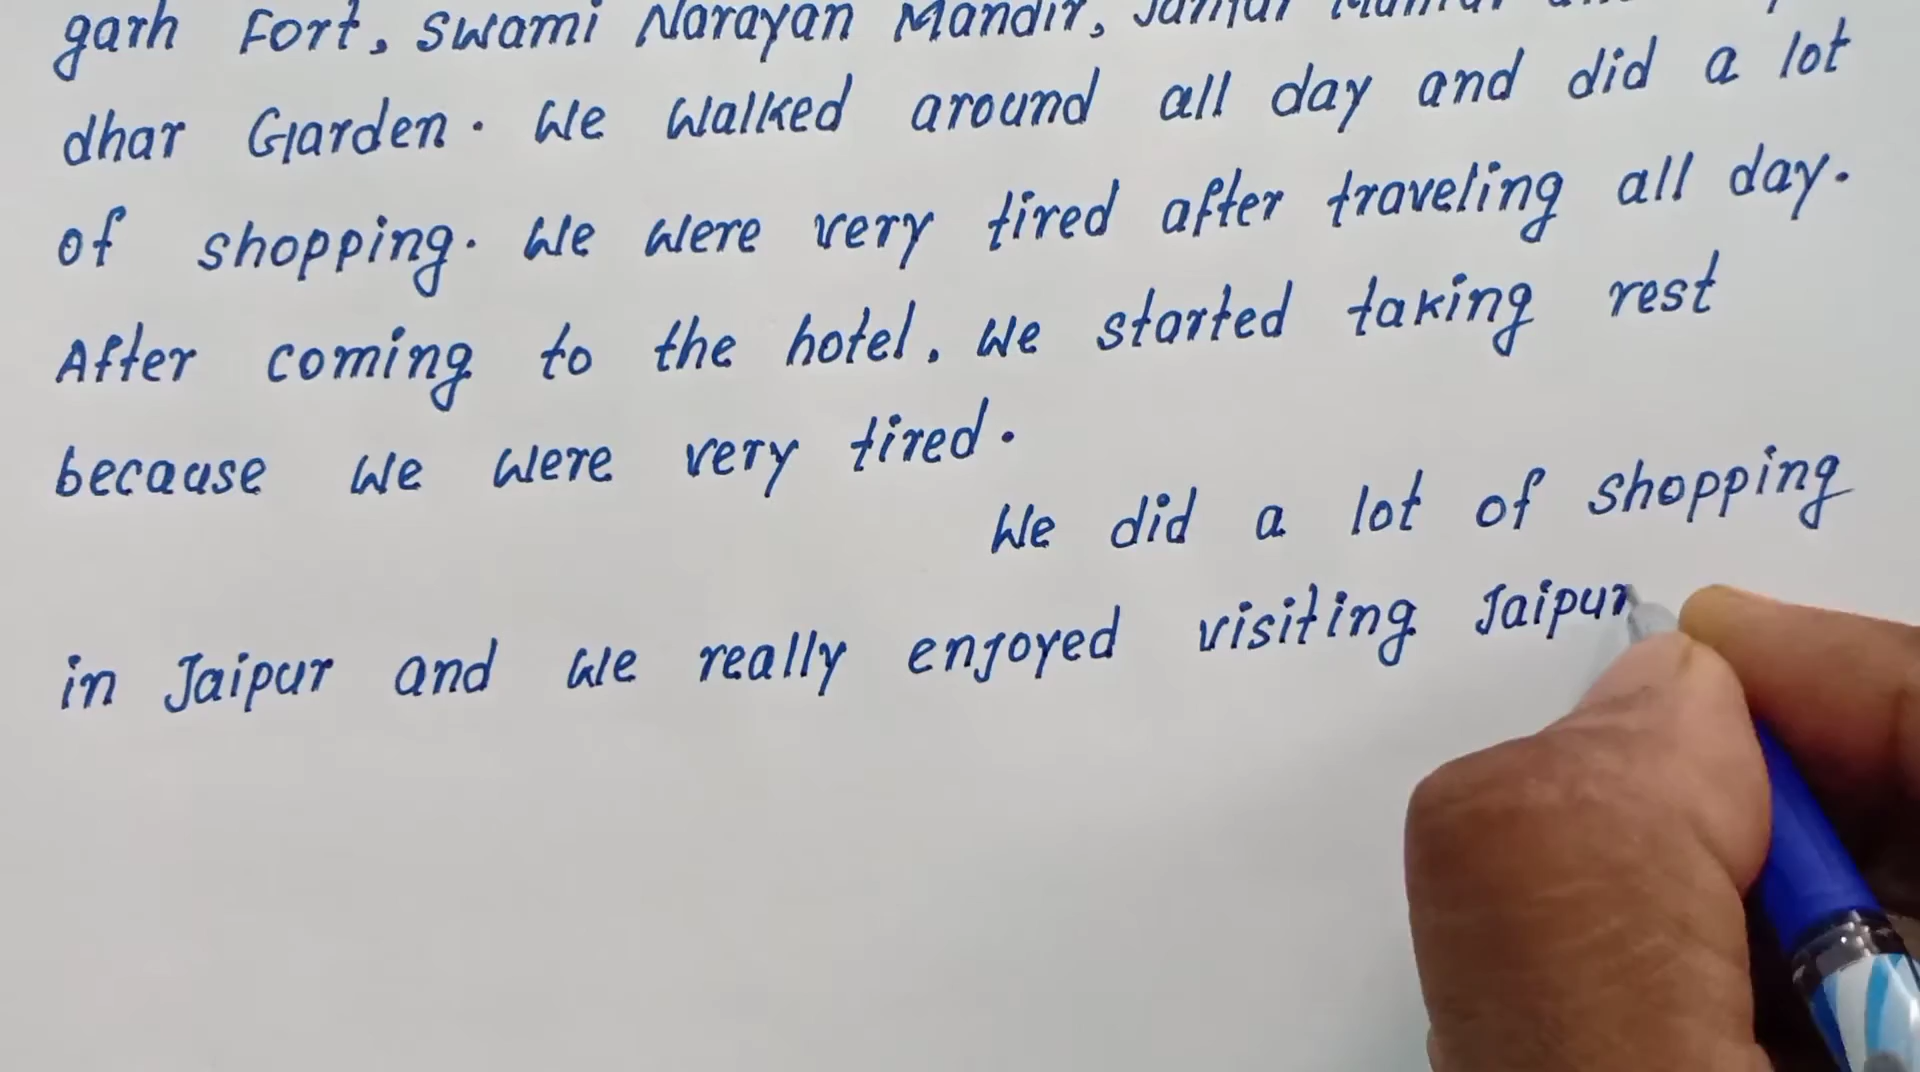 garh Fort, Swami Narayan Mandir,
dhar Garden. We walked around all day and did a lot
of shopping. We were very tired after traveling all day.
After coming to the hotel, we started taking rest
because we were very tired.
We did a lot of shopping
in Jaipur and we really enjoyed visiting Jaipur